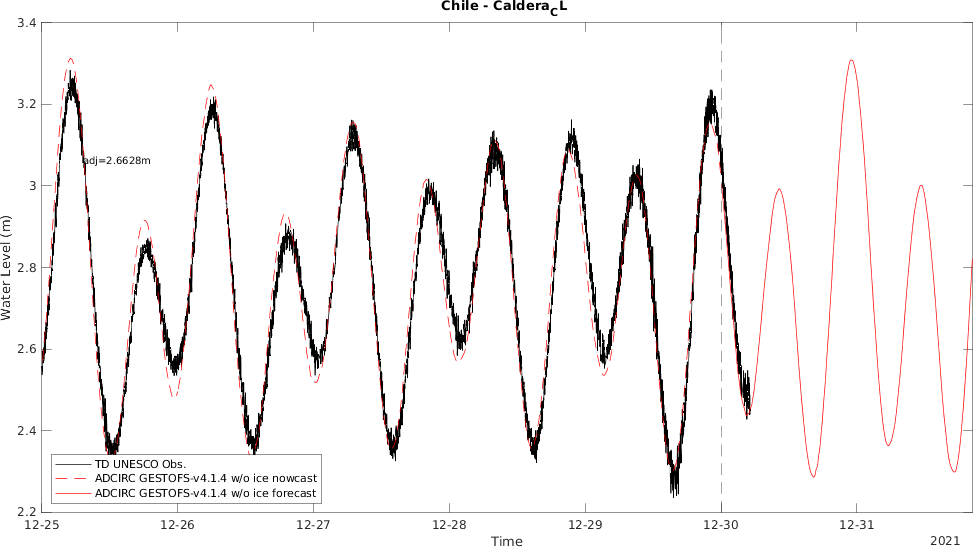 Chile - Caldera_CL
3.4
3.2
3
2.8
2.6
2.4
2.2
Water Level (m)
adj=2.6628m
TD UNESCO Obs.
ADCIRC GESTOFS-v4.1.4 w/o ice nowcast
ADCIRC GESTOFS-v4.1.4 w/o ice forecast
12-25 12-26 12-27 12-28 12-29 12-30 12-31
Time
2021